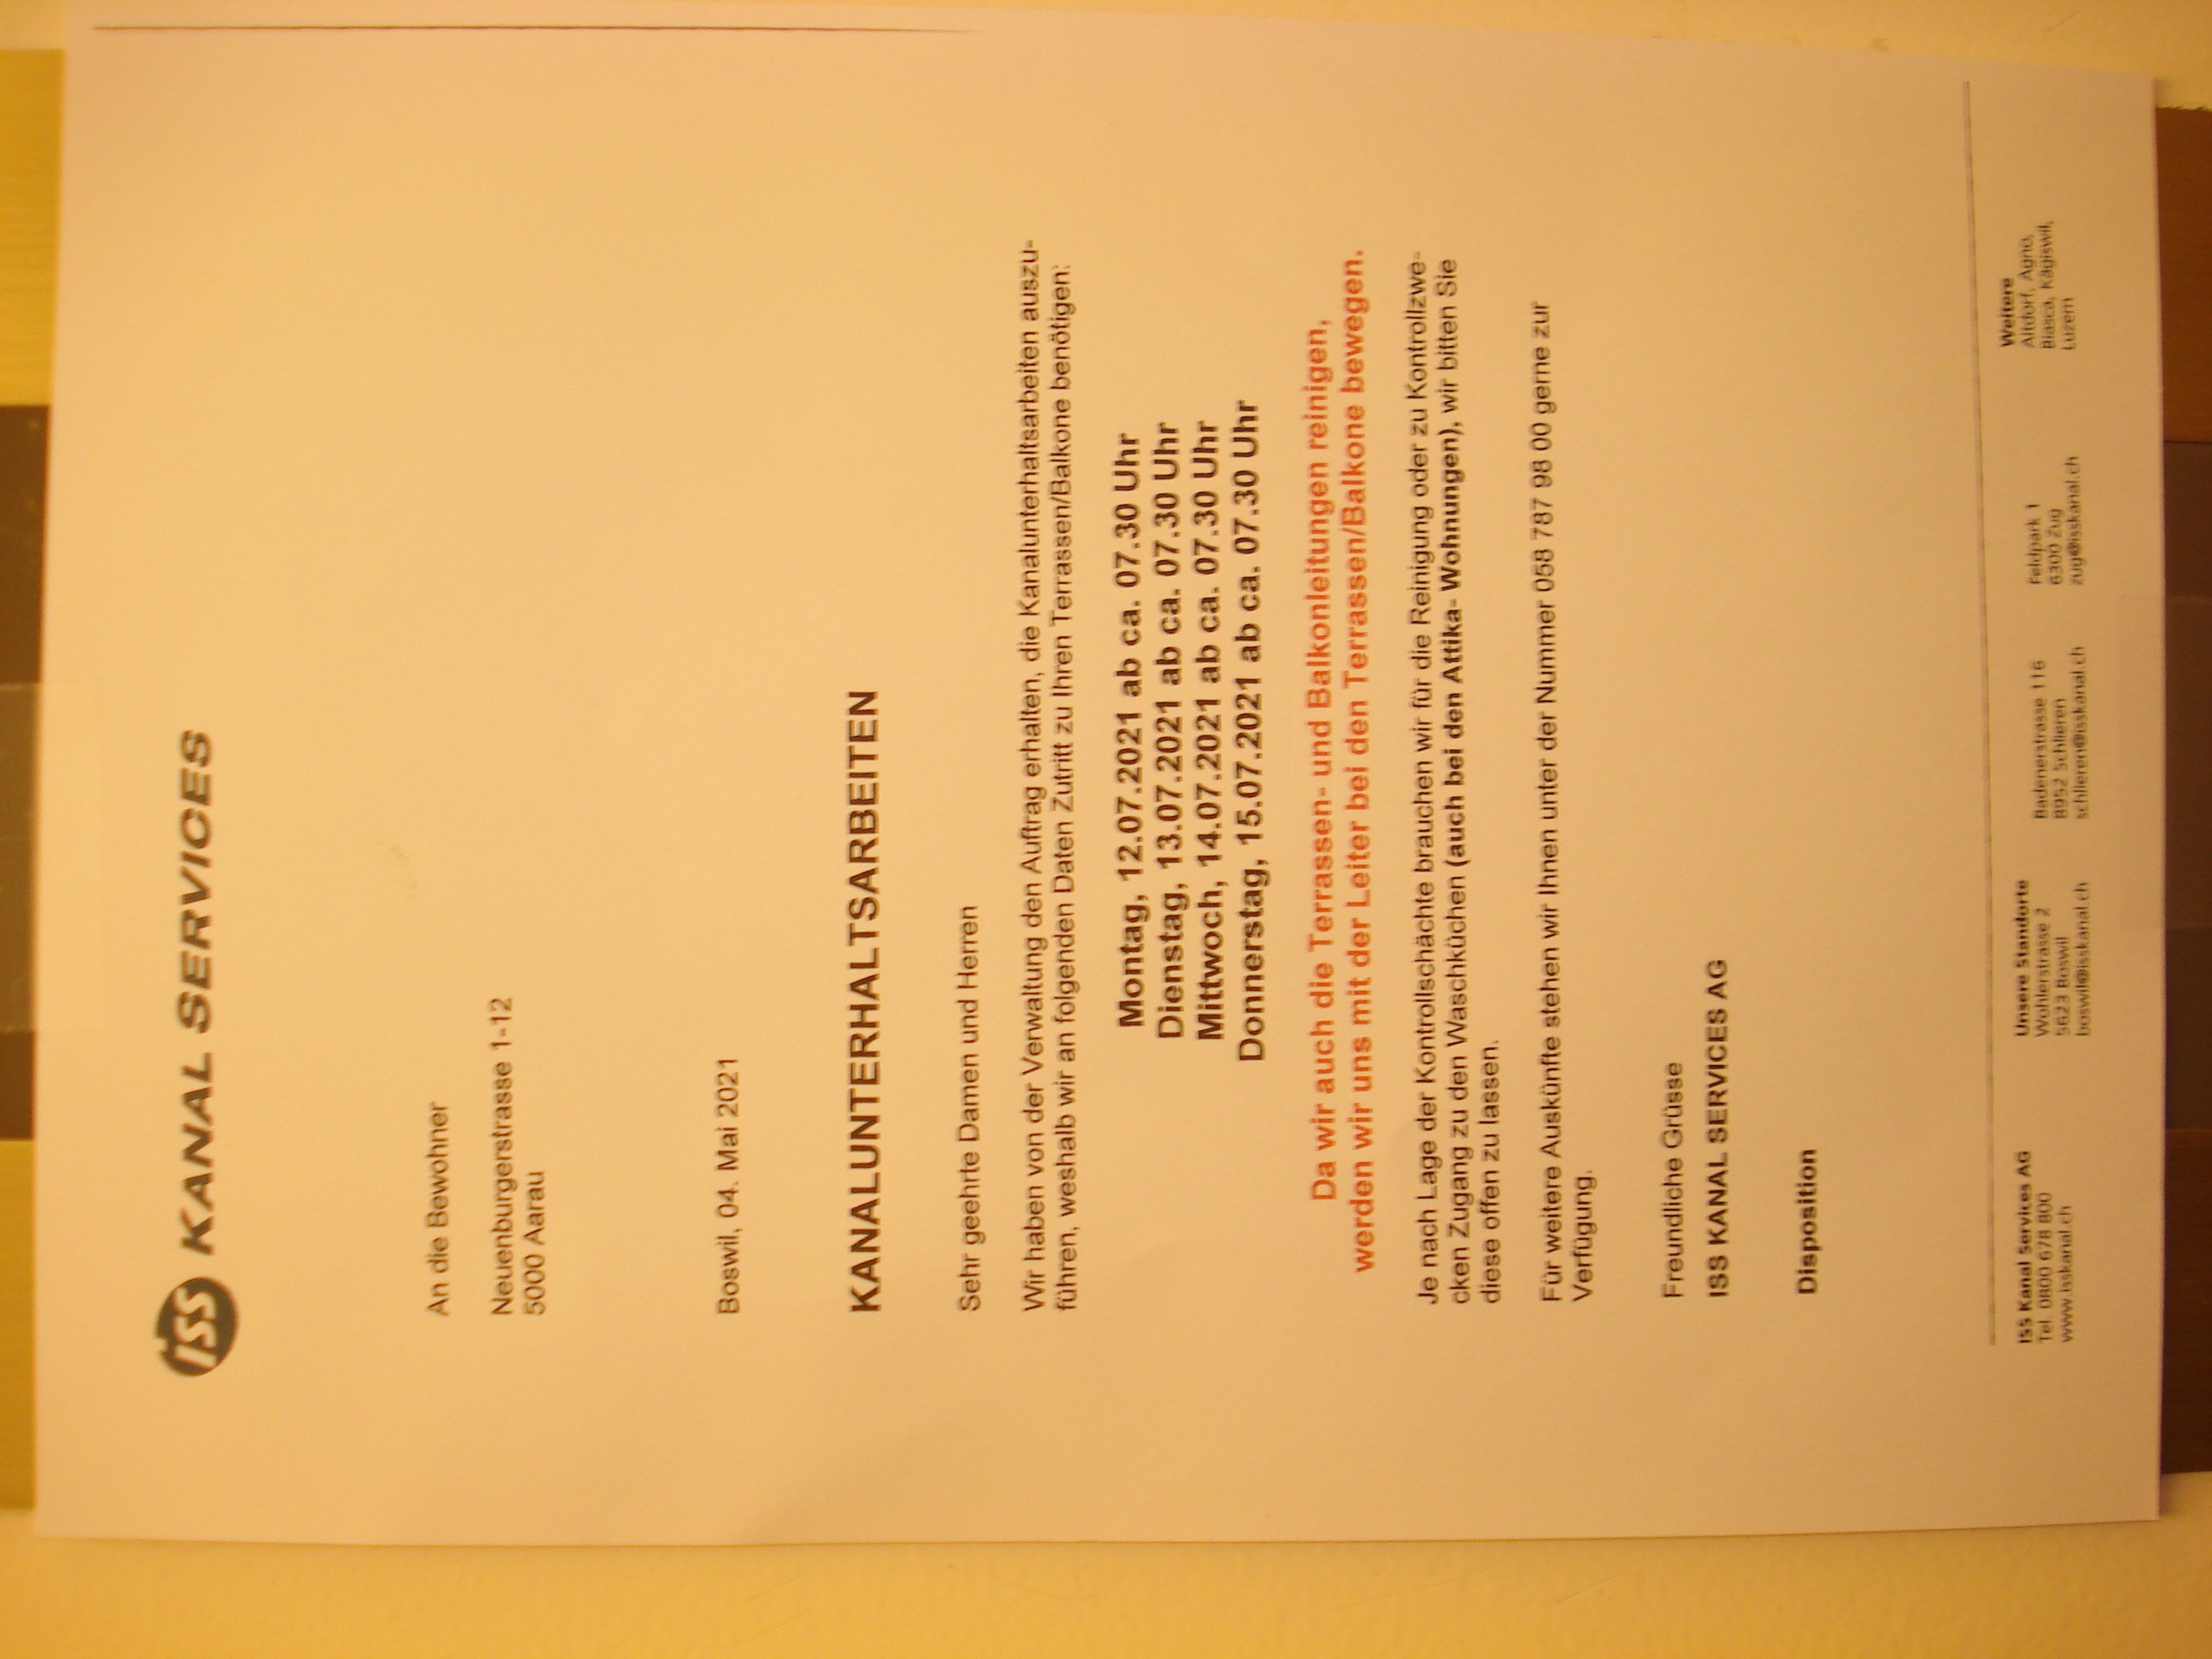 ISS KANAL SERVICES
An die Bewohner
Neuenburgerstrasse 1-12
5000 Aarau
Boswil, 04. Mai 2021
KANALUNTERHALTSARBEITEN
Sehr geehrte Damen und Herren
Wir haben von der Verwaltung den Auftrag erhalten, die Kanalunterhaltsarbeiten auszu-
führen, weshalb wir an folgenden Daten Zutritt zu Ihren Terrassen/Balkone benötigen:
Montag, 12.07.2021 ab ca. 07.30 Uhr
Dienstag, 13.07.2021 ab ca. 07.30 Uhr
Mittwoch, 14.07.2021 ab ca. 07.30 Uhr
Donnerstag, 15.07.2021 ab ca. 07.30 Uhr
Da wir auch die Terrassen- und Balkonleitungen reinigen,
werden wir uns mit der Leiter bei den Terrassen/Balkone bewegen.
Je nach Lage der Kontrollschächte brauchen wir für die Reinigung oder zu Kontrollzwe-
cken Zugang zu den Waschküchen (auch bei den Attika- Wohnungen), wir bitten Sie
diese offen zu lassen.
Für weitere Auskünfte stehen wir Ihnen unter der Nummer 058 787 98 00 gerne zur
Verfügung.
Freundliche Grüsse
ISS KANAL SERVICES AG
Disposition
ISS Kanal Services AG
Tel. 0800 678 800
www.isskanal.ch
Unsere Standorte
Wohlerstrasse 2
5623 Boswil
boswil@isskanal.ch
Badenerstrasse 116
8952 Schlieren
schlieren@isskanal.ch
Feldpark 1
6300 Zug
zug@isskanal.ch
Weitere
Altdorf, Agno,
Biasca, Kägiswil,
Luzern